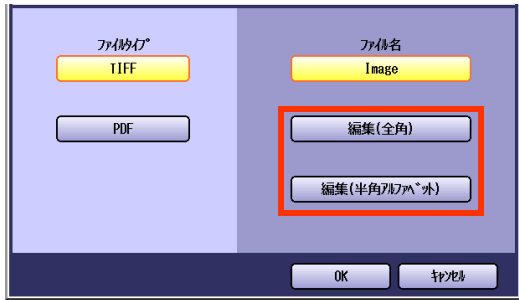 ﾌｧｲﾙﾀｲﾌﾟ
TIFF
PDF
ﾌｧｲﾙ名
Image
編集(全角)
編集(半角ｱﾙﾌｧﾍﾞｯﾄ)
OK
ｷｬﾝｾﾙ